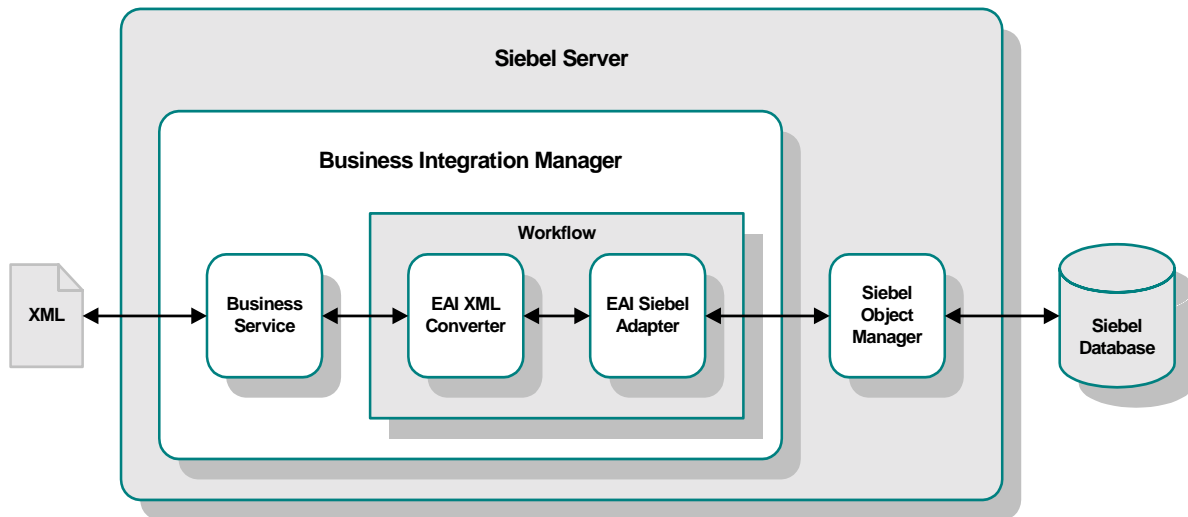 Siebel Server
Business Integration Manager
Workflow
XML
Business
Service
EAI XML
Converter
EAI Siebel
Adapter
Siebel
Object
Manager
Siebel
Database